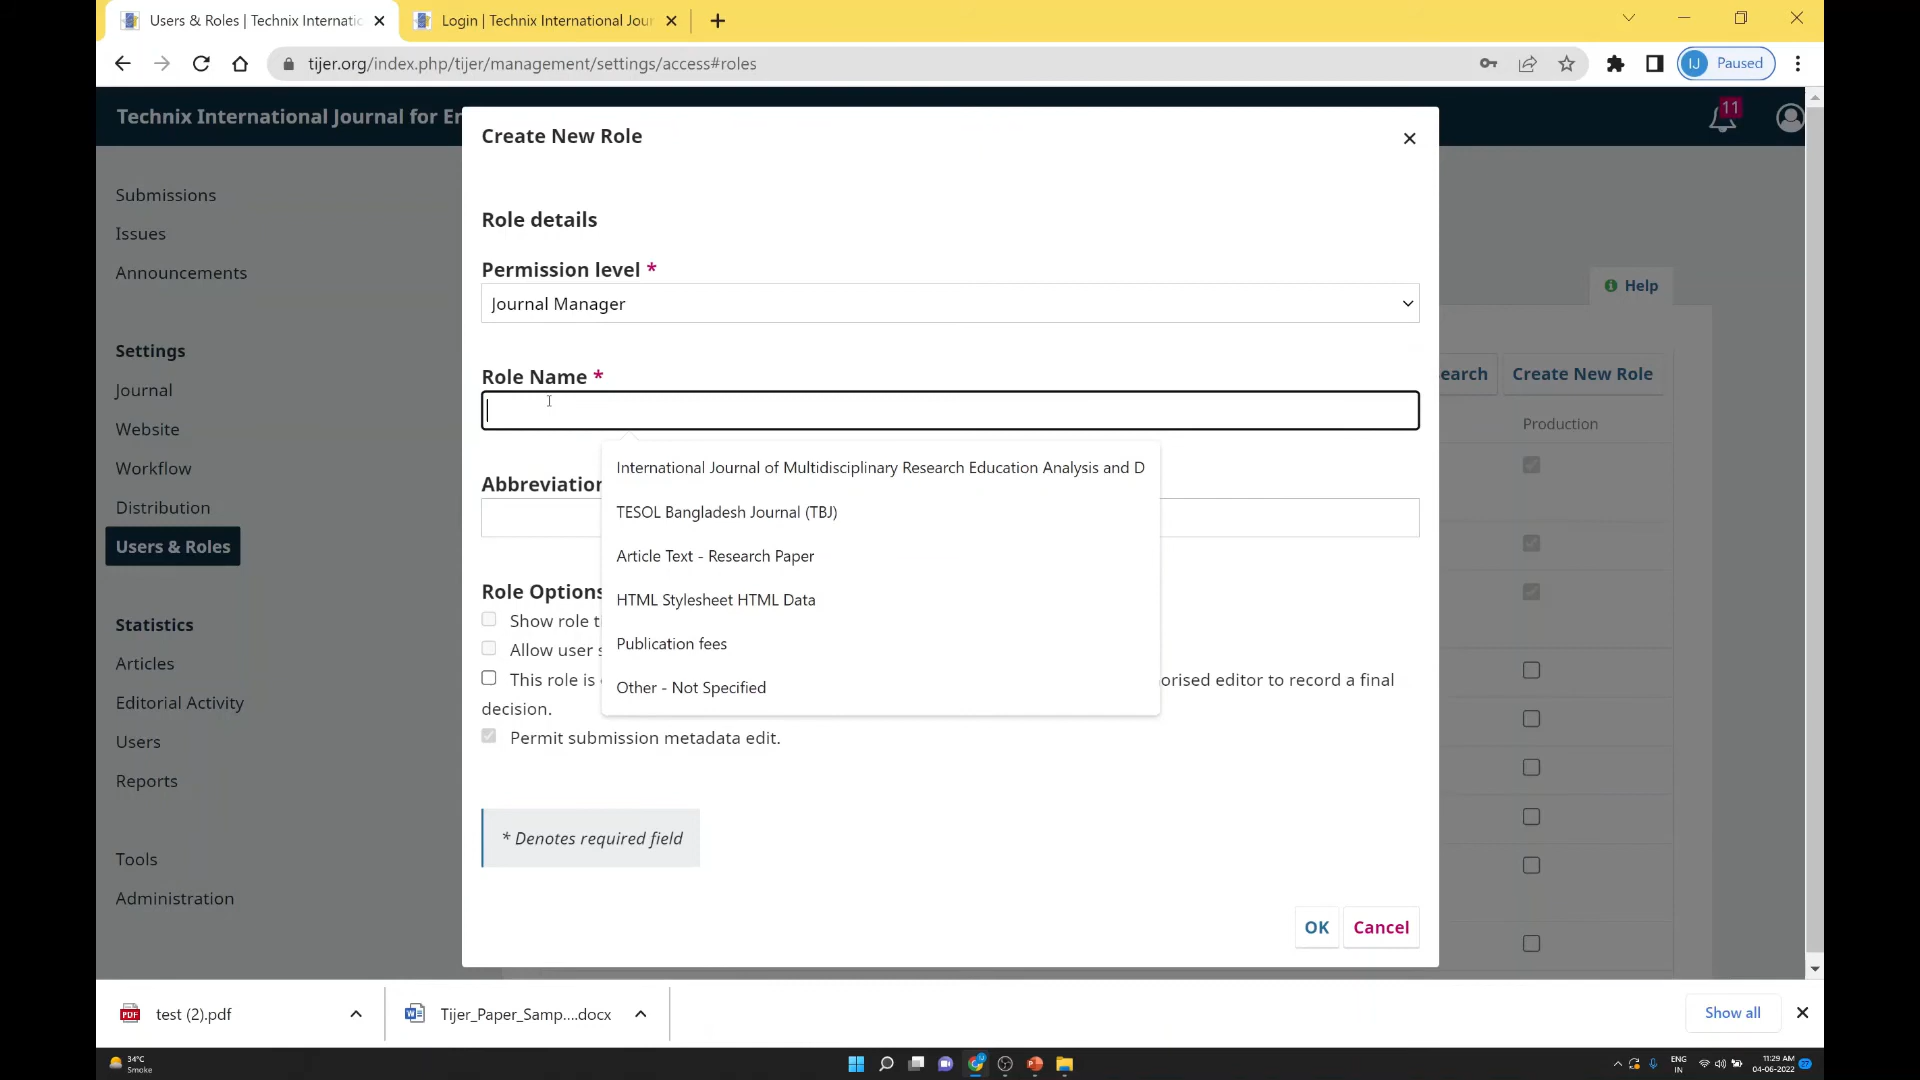 Users & Roles | Technix Internatic
Login | Technix International Jour
tijer.org/index.php/tijer/management/settings/access#roles
IJ Paused
Technix International Journal for Er
11
Create New Role
Submissions
Issues
Announcements
Settings
Journal
Website
Workflow
Distribution
Users & Roles
Statistics
Articles
Editorial Activity
Users
Reports
Tools
Administration
Role details
Permission level *
Journal Manager
Role Name *
Abbreviation
International Journal of Multidisciplinary Research Education Analysis and D
TESOL Bangladesh Journal (TBJ)
Article Text - Research Paper
HTML Stylesheet HTML Data
Publication fees
Other - Not Specified
Role Options
Show role t
Allow user s
This role is orised editor to record a final
decision.
Permit submission metadata edit.
* Denotes required field
OK Cancel
Help
earch Create New Role
Production
PDF test (2).pdf
Tijer_Paper_Samp....docx
Show all
34°C
Smoke
ENG
IN
11:29 AM
04-06-2022